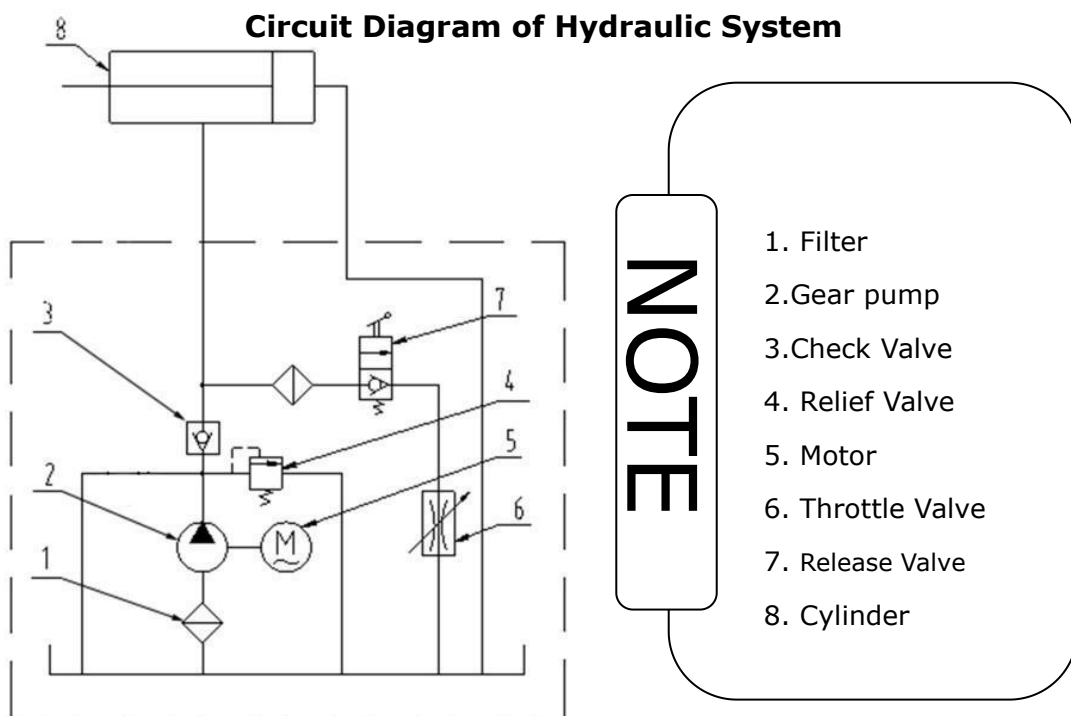 Circuit Diagram of Hydraulic System
8
7
3
4
5
2
6
1
M
NOTE
1. Filter
2.Gear pump
3.Check Valve
4. Relief Valve
5. Motor
6. Throttle Valve
7. Release Valve
8. Cylinder